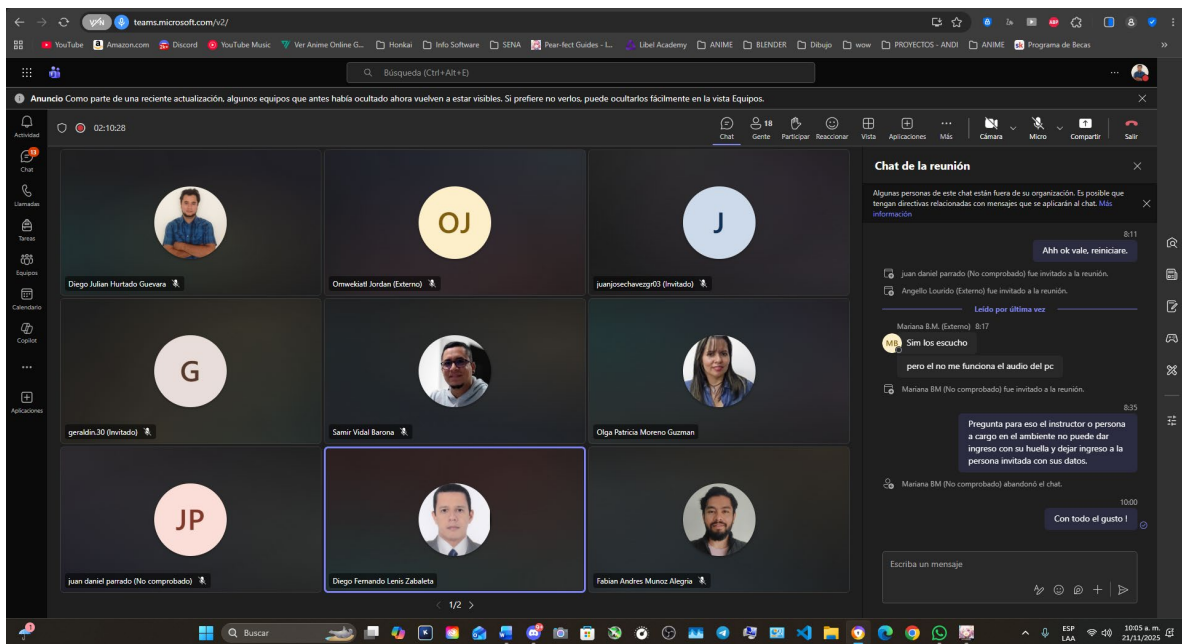 teams.microsoft.com/v2/
YouTube Amazon.com Discord YouTube Music Ver Anime Online G... Honkai Info Software SENA Pear-fect Guides - I... Libel Academy ANIME BLENDER Dibujo wow PROYECTOS - ANDI ANIME Programa de Becas
Búsqueda (Ctrl+Alt+E)
Anuncio Como parte de una reciente actualización, algunos equipos que antes había ocultado ahora vuelven a estar visibles. Si prefiere no verlos, puede ocultarlos fácilmente en la vista Equipos.
Actividad
13
Chat
Llamadas
Tareas
Equipos
Calendario
Copilot
Aplicaciones
02:10:28
18
Chat Gente Participar Reaccionar Vista Aplicaciones Más Cámara Micro Compartir Salir
Diego Julian Hurtado Guevara
OJ
Omwekiatl Jordan (Externo)
J
juanjosechavezgr03 (Invitado)
G
geraldin.30 (Invitado)
Samir Vidal Barona
Olga Patricia Moreno Guzman
JP
juan daniel parrado (No comprobado)
Diego Fernando Lenis Zabaleta
Fabian Andres Munoz Alegria
1/2
Chat de la reunión
Algunas personas de este chat están fuera de su organización. Es posible que
tengan directivas relacionadas con mensajes que se aplicarán al chat. Más
información
8:11
Ahh ok vale, reiniciare.
juan daniel parrado (No comprobado) fue invitado a la reunión.
Angello Lourido (Externo) fue invitado a la reunión.
Leído por última vez
Mariana B.M. (Externo) 8:17
MB
Sim los escucho
pero el no me funciona el audio del pc
Mariana BM (No comprobado) fue invitado a la reunión.
8:35
Pregunta para eso el instructor o persona
a cargo en el ambiente no puede dar
ingreso con su huella y dejar ingreso a la
persona invitada con sus datos.
Mariana BM (No comprobado) abandonó el chat.
10:00
Con todo el gusto !
Escriba un mensaje
Buscar
ESP
LAA
10:05 a. m.
21/11/2025